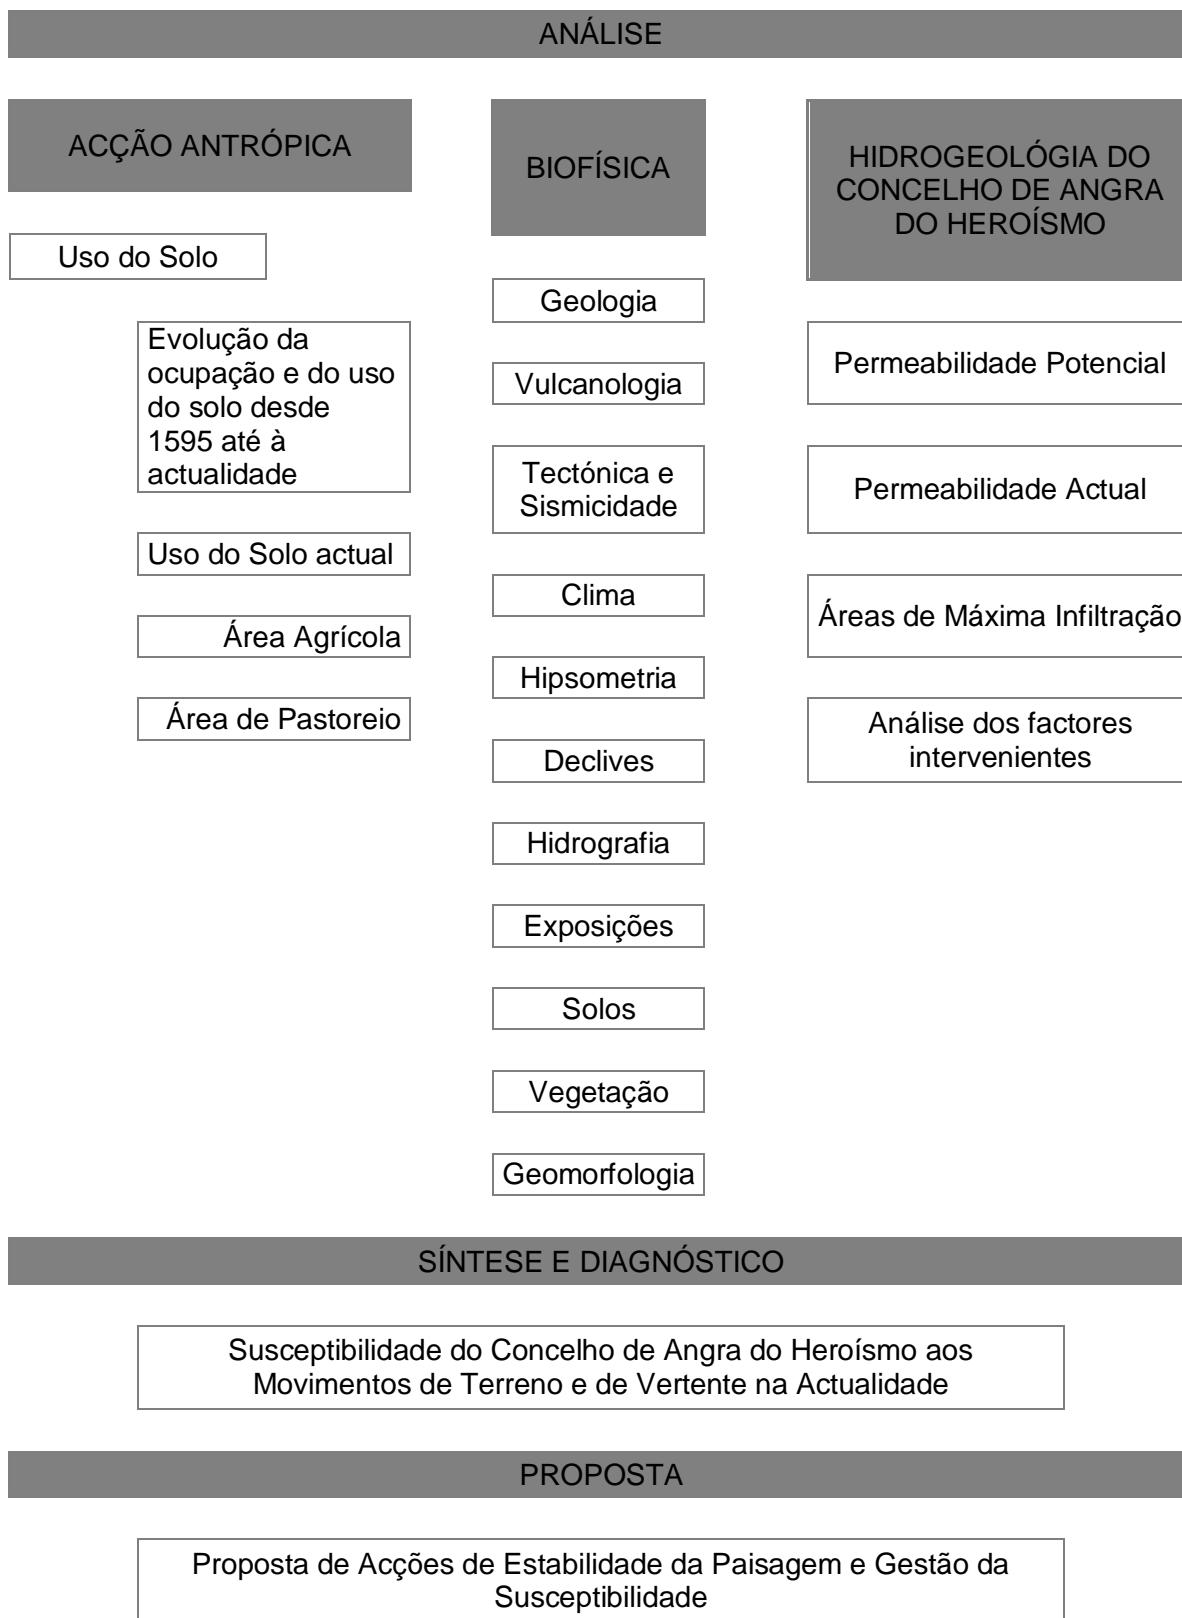 ANÁLISE
ACÇÃO ANTRÓPICA
Uso do Solo
Evolução da
ocupação e do uso
do solo desde
1595 até à
actualidade
Uso do Solo actual
Área Agrícola
Área de Pastoreio
BIOFÍSICA
Geologia
Vulcanologia
Tectónica e
Sismicidade
Clima
Hipsometria
Declives
Hidrografia
Exposições
Solos
Vegetação
Geomorfologia
HIDROGEOLÓGIA DO
CONCELHO DE ANGRA
DO HEROÍSMO
Permeabilidade Potencial
Permeabilidade Actual
Áreas de Máxima Infiltração
Análise dos factores
intervenientes
SÍNTESE E DIAGNÓSTICO
Susceptibilidade do Concelho de Angra do Heroísmo aos
Movimentos de Terreno e de Vertente na Actualidade
PROPOSTA
Proposta de Acções de Estabilidade da Paisagem e Gestão da
Susceptibilidade